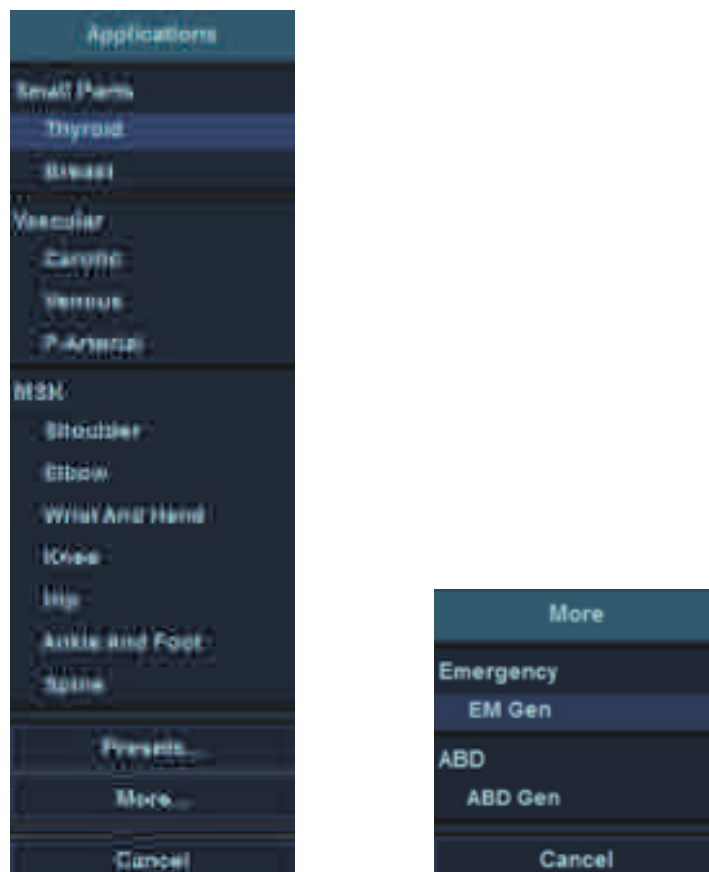 Applications
Small Parts
Thyroid
Breast
Vascular
Carotid
Venous
P-Arterial
MSK
Shoulder
Elbow
Wrist And Hand
Knee
Hip
Ankle And Foot
Spine
Presets...
More...
Cancel
More
Emergency
EM Gen
ABD
ABD Gen
Cancel